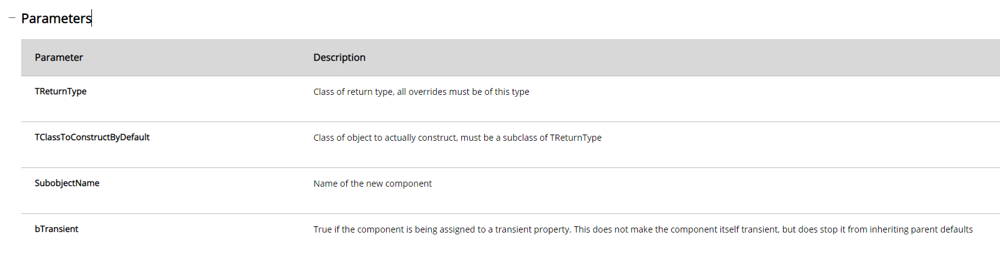 Parameters
Parameter Description
TReturnType Class of return type, all overrides must be of this type
TClassToConstructByDefault Class of object to actually construct, must be a subclass of TReturnType
SubobjectName Name of the new component
bTransient True if the component is being assigned to a transient property. This does not make the component itself transient, but does stop it from inheriting parent defaults